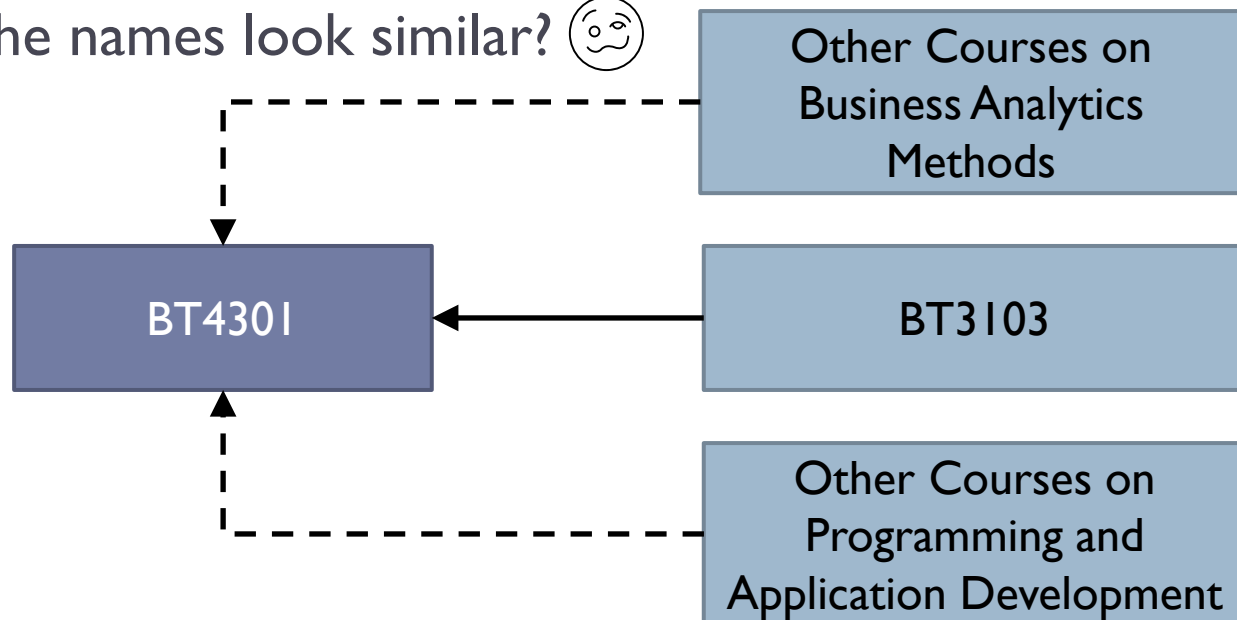 he names look similar?
Other Courses on
Business Analytics
Methods
BT4301
BT3103
Other Courses on
Programming and
Application Development